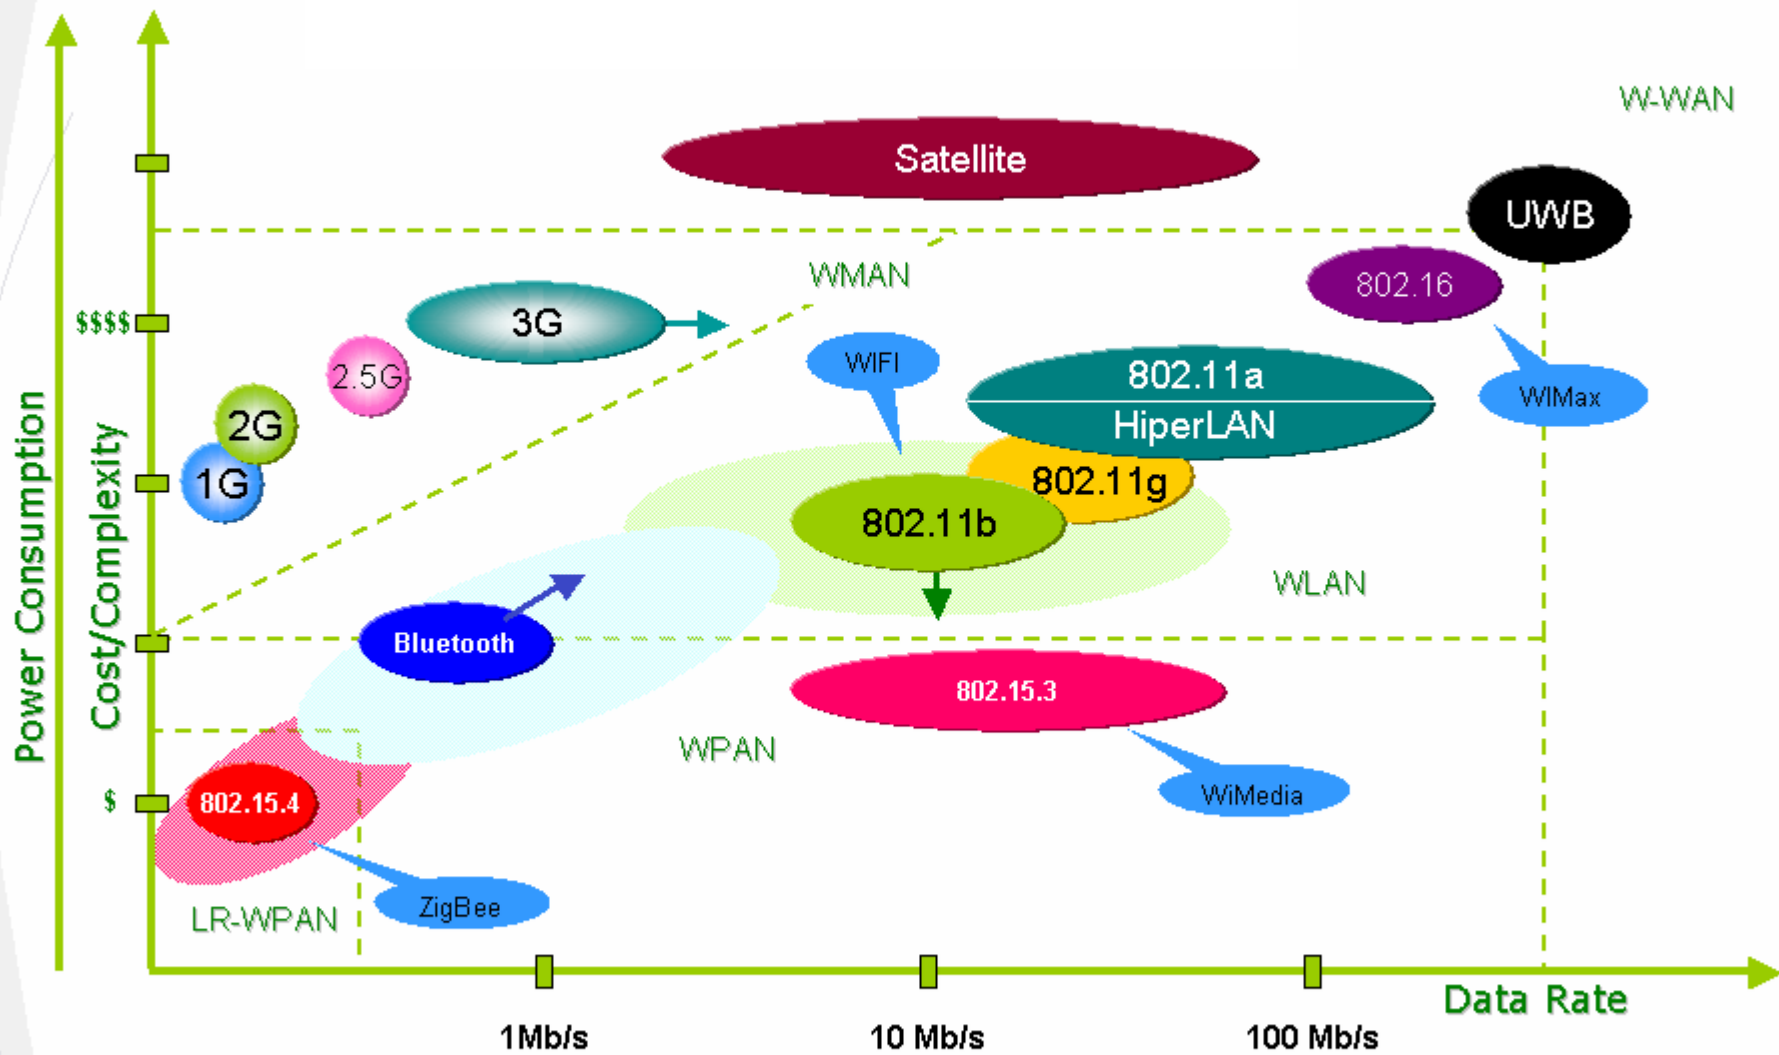 W-WAN
Satellite
UWB
WMAN
802.16
$$$$
3G
WIFI
2.5G
802.11a
WIMax
HiperLAN
2G
1G
802.11g
802.11b
WLAN
Bluetooth
802.15.3
WPAN
WiMedia
$
802.15.4
ZigBee
LR-WPAN
Power Consumption
Cost/Complexity
Data Rate
1Mb/s
10 Mb/s
100 Mb/s